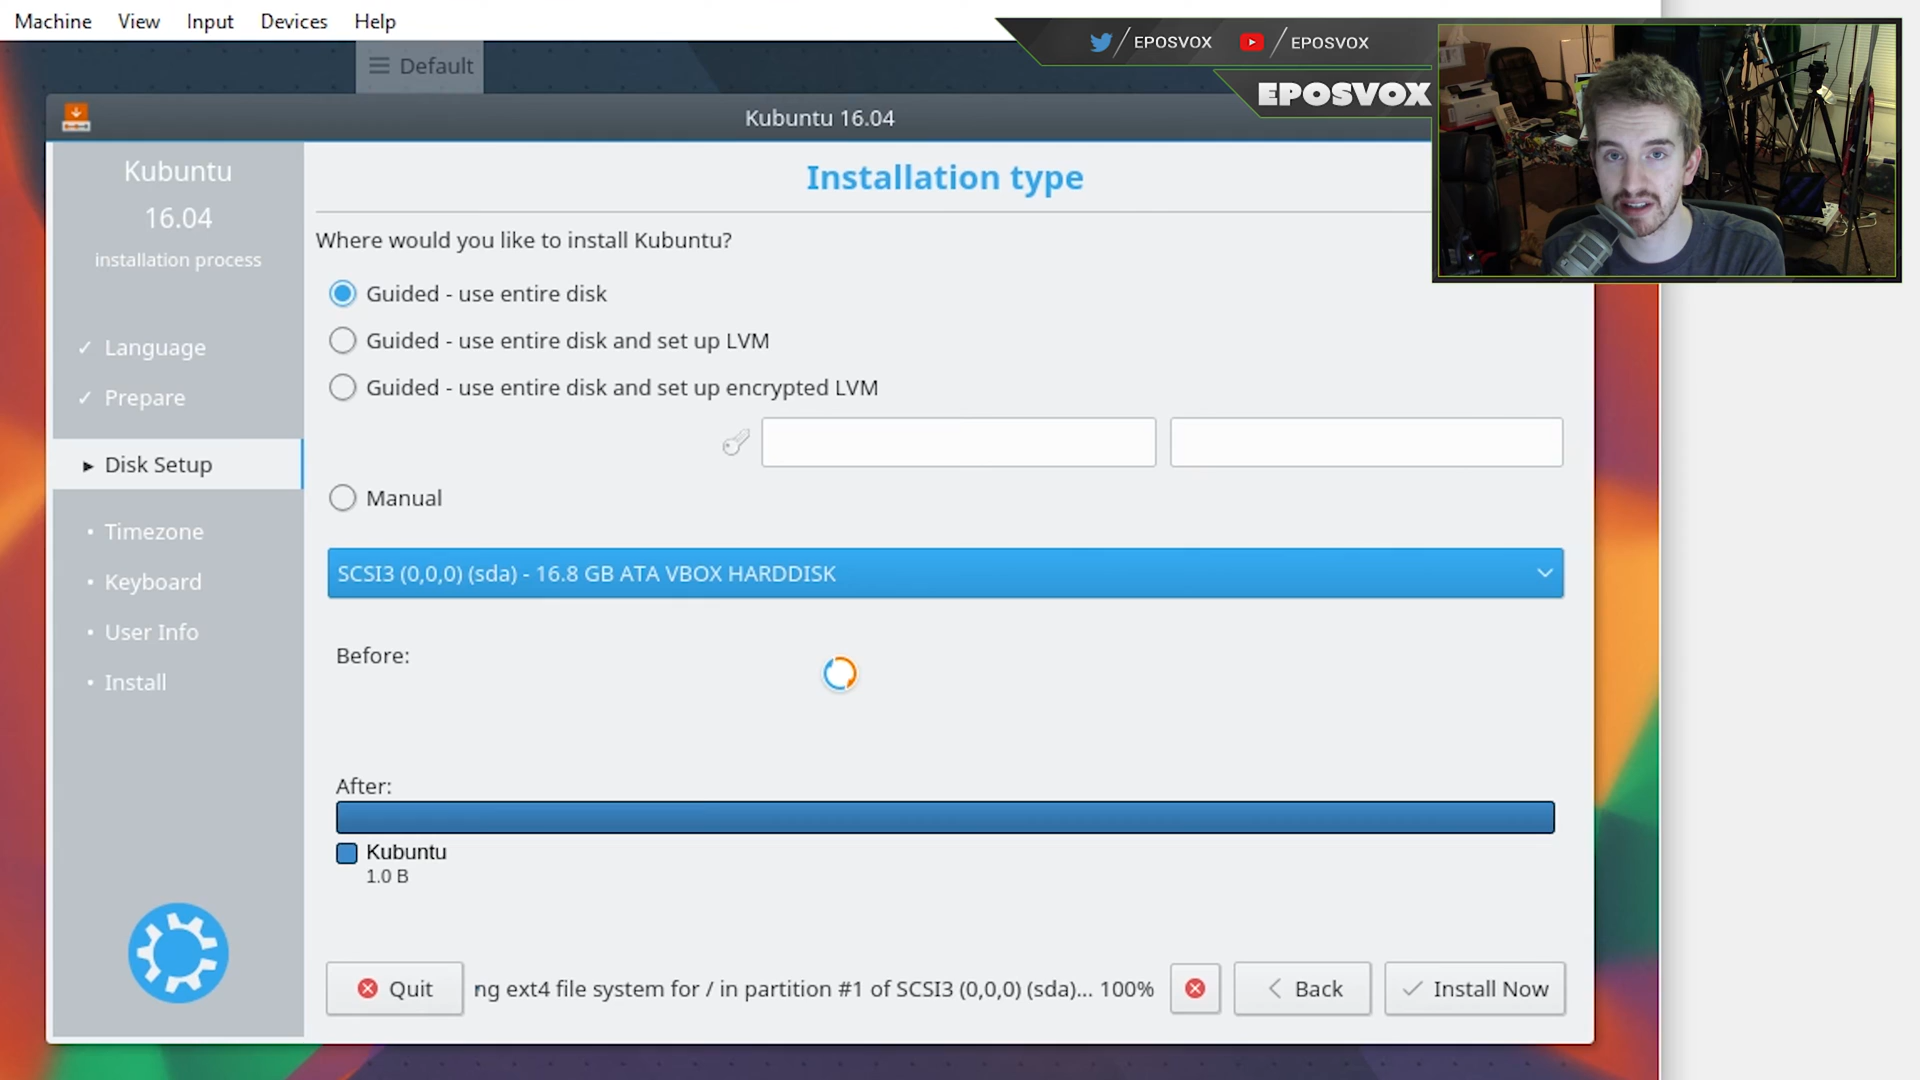 Machine View Input Devices Help
EPOSVOX EPOSVOX
Default
EPOSVOX
Kubuntu 16.04
Kubuntu
16.04
installation process
✓ Language
✓ Prepare
▸ Disk Setup
• Timezone
• Keyboard
• User Info
• Install
Installation type
Where would you like to install Kubuntu?
Guided - use entire disk
Guided - use entire disk and set up LVM
Guided - use entire disk and set up encrypted LVM
Manual
SCSI3 (0,0,0) (sda) - 16.8 GB ATA VBOX HARDDISK
Before:
After:
Kubuntu
1.0 B
Quit ng ext4 file system for / in partition #1 of SCSI3 (0,0,0) (sda)... 100% Back Install Now